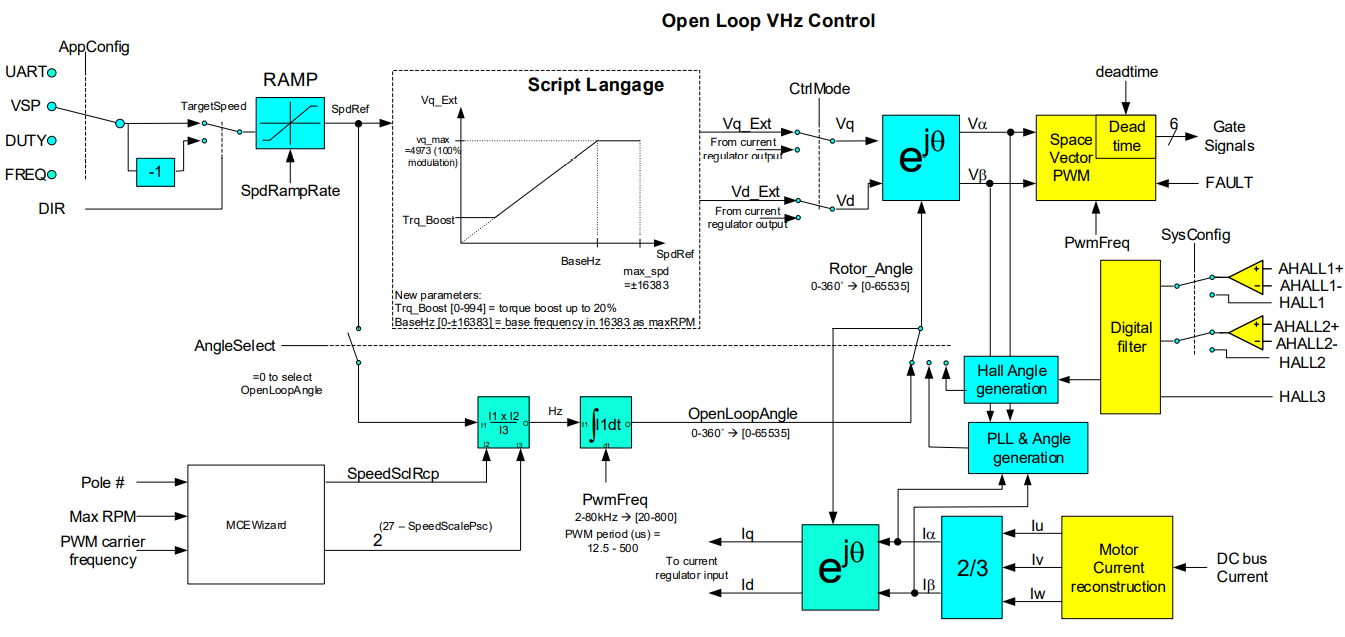 Open Loop VHz Control
AppConfig
UART
VSP
DUTY
FREQ
DIR
-1
TargetSpeed
RAMP
SpdRampRate
SpdRef
Script Langage
Vq_Ext
vq_max
=4973 (100%
modulation)
Trq_Boost
BaseHz
SpdRef
max_spd
=±16383
New parameters:
Trq_Boost [0-994] = torque boost up to 20%
BaseHz [0-±16383] = base frequency in 16383 as maxRPM
CtrlMode
Vq_Ext
From current
regulator output
Vq
Vd_Ext
From current
regulator output
Vd
e^jθ
Vα
Vβ
deadtime
Dead
time
Space
Vector
PWM
6
Gate
Signals
FAULT
PwmFreq
SysConfig
AHALL1+
AHALL1-
HALL1
AHALL2+
AHALL2-
HALL2
HALL3
+
-
+
-
Digital
filter
Rotor_Angle
0-360˚ → [0-65535]
AngleSelect
=0 to select
OpenLoopAngle
Hall Angle
generation
PLL & Angle
generation
I1 x I2
I3
I1
O
I2
I3
Hz
I1
∫I1dt
O
dt
OpenLoopAngle
0-360˚ → [0-65535]
PwmFreq
2-80kHz → [20-800]
PWM period (us) =
12.5 - 500
Pole #
Max RPM
PWM carrier
frequency
MCEWizard
SpeedSclRcp
2^(27 – SpeedScalePsc)
Iq
Id
To current
regulator input
e^jθ
Iα
Iβ
2/3
Iu
Iv
Iw
Motor
Current
reconstruction
DC bus
Current